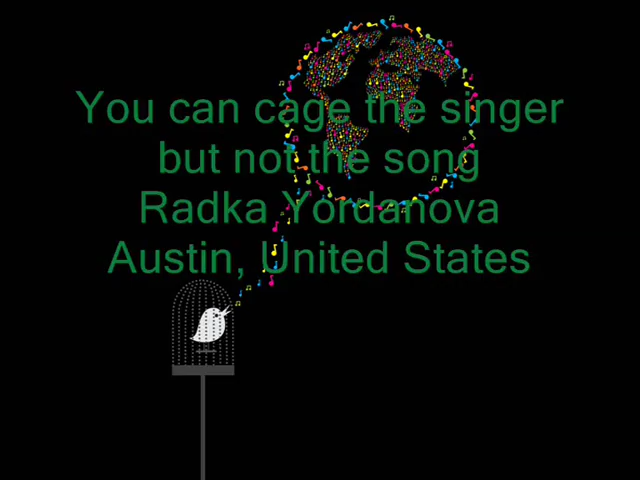 You can cage the singer
but not the song
Radka Yordanova
Austin, United States